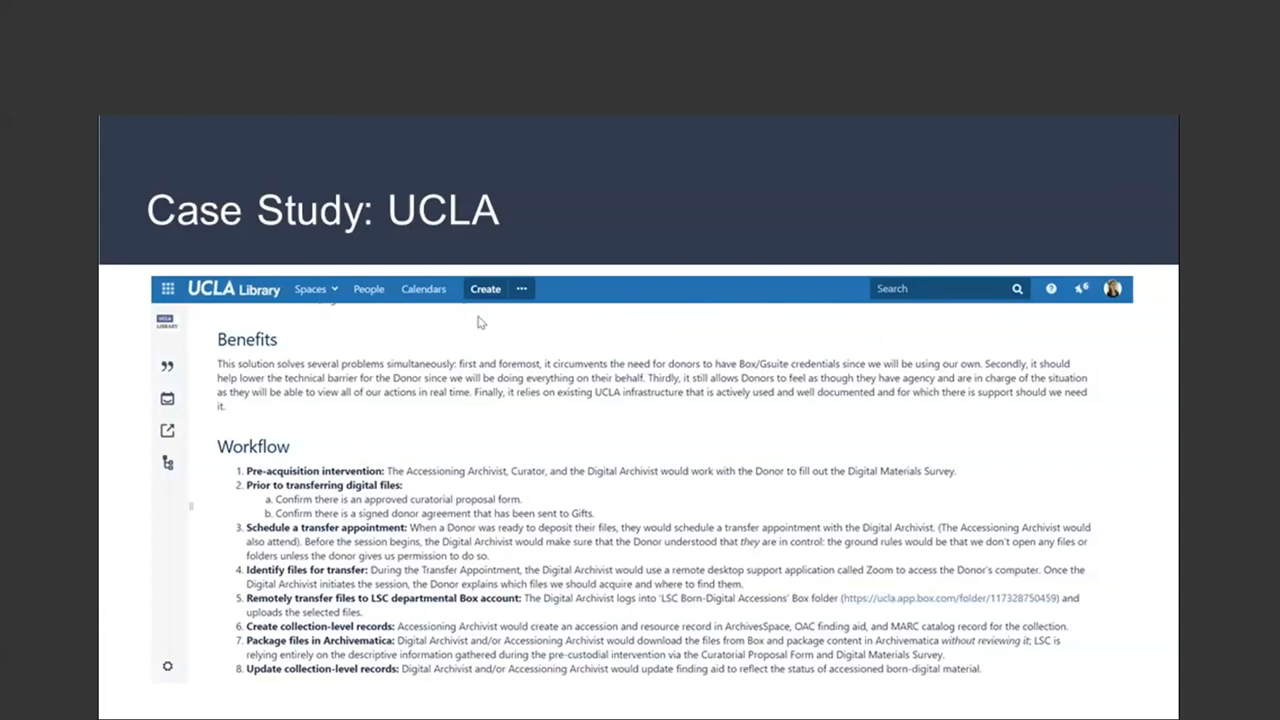 Case Study: UCLA
UCLA Library Spaces People Calendars Create ... Search
UCLA
LIBRARY
Benefits
This solution solves several problems simultaneously: first and foremost, it circumvents the need for donors to have Box/Gsuite credentials since we will be using our own. Secondly, it should
help lower the technical barrier for the Donor since we will be doing everything on their behalf. Thirdly, it still allows Donors to feel as though they have agency and are in charge of the situation
as they will be able to view all of our actions in real time. Finally, it relies on existing UCLA infrastructure that is actively used and well documented and for which there is support should we need
it.
Workflow
1. Pre-acquisition intervention: The Accessioning Archivist, Curator, and the Digital Archivist would work with the Donor to fill out the Digital Materials Survey.
2. Prior to transferring digital files:
a. Confirm there is an approved curatorial proposal form.
b. Confirm there is a signed donor agreement that has been sent to Gifts.
3. Schedule a transfer appointment: When a Donor was ready to deposit their files, they would schedule a transfer appointment with the Digital Archivist. (The Accessioning Archivist would
also attend). Before the session begins, the Digital Archivist would make sure that the Donor understood that they are in control: the ground rules would be that we don't open any files or
folders unless the donor gives us permission to do so.
4. Identify files for transfer: During the Transfer Appointment, the Digital Archivist would use a remote desktop support application called Zoom to access the Donor's computer. Once the
Digital Archivist initiates the session, the Donor explains which files we should acquire and where to find them.
5. Remotely transfer files to LSC departmental Box account: The Digital Archivist logs into 'LSC Born-Digital Accessions' Box folder (https://ucla.app.box.com/folder/117328750459) and
uploads the selected files.
6. Create collection-level records: Accessioning Archivist would create an accession and resource record in ArchivesSpace, OAC finding aid, and MARC catalog record for the collection.
7. Package files in Archivematica: Digital Archivist and/or Accessioning Archivist would download the files from Box and package content in Archivematica without reviewing it; LSC is
relying entirely on the descriptive information gathered during the pre-custodial intervention via the Curatorial Proposal Form and Digital Materials Survey.
8. Update collection-level records: Digital Archivist and/or Accessioning Archivist would update finding aid to reflect the status of accessioned born-digital material.